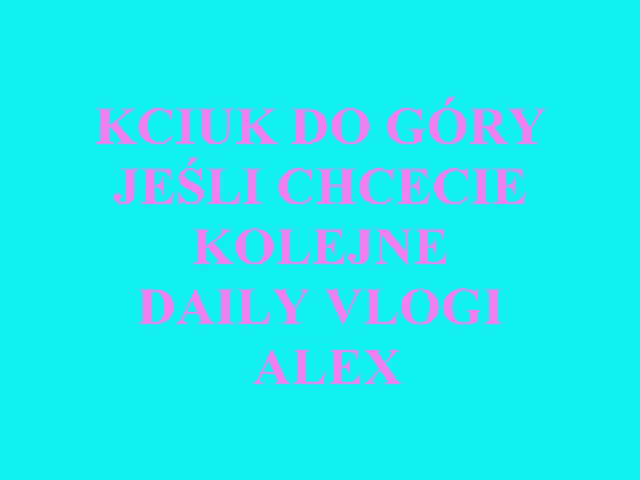 KCIUK DO GÓRY
JEŚLI CHCECIE
KOLEJNE
DAILY VLOGI
ALEX